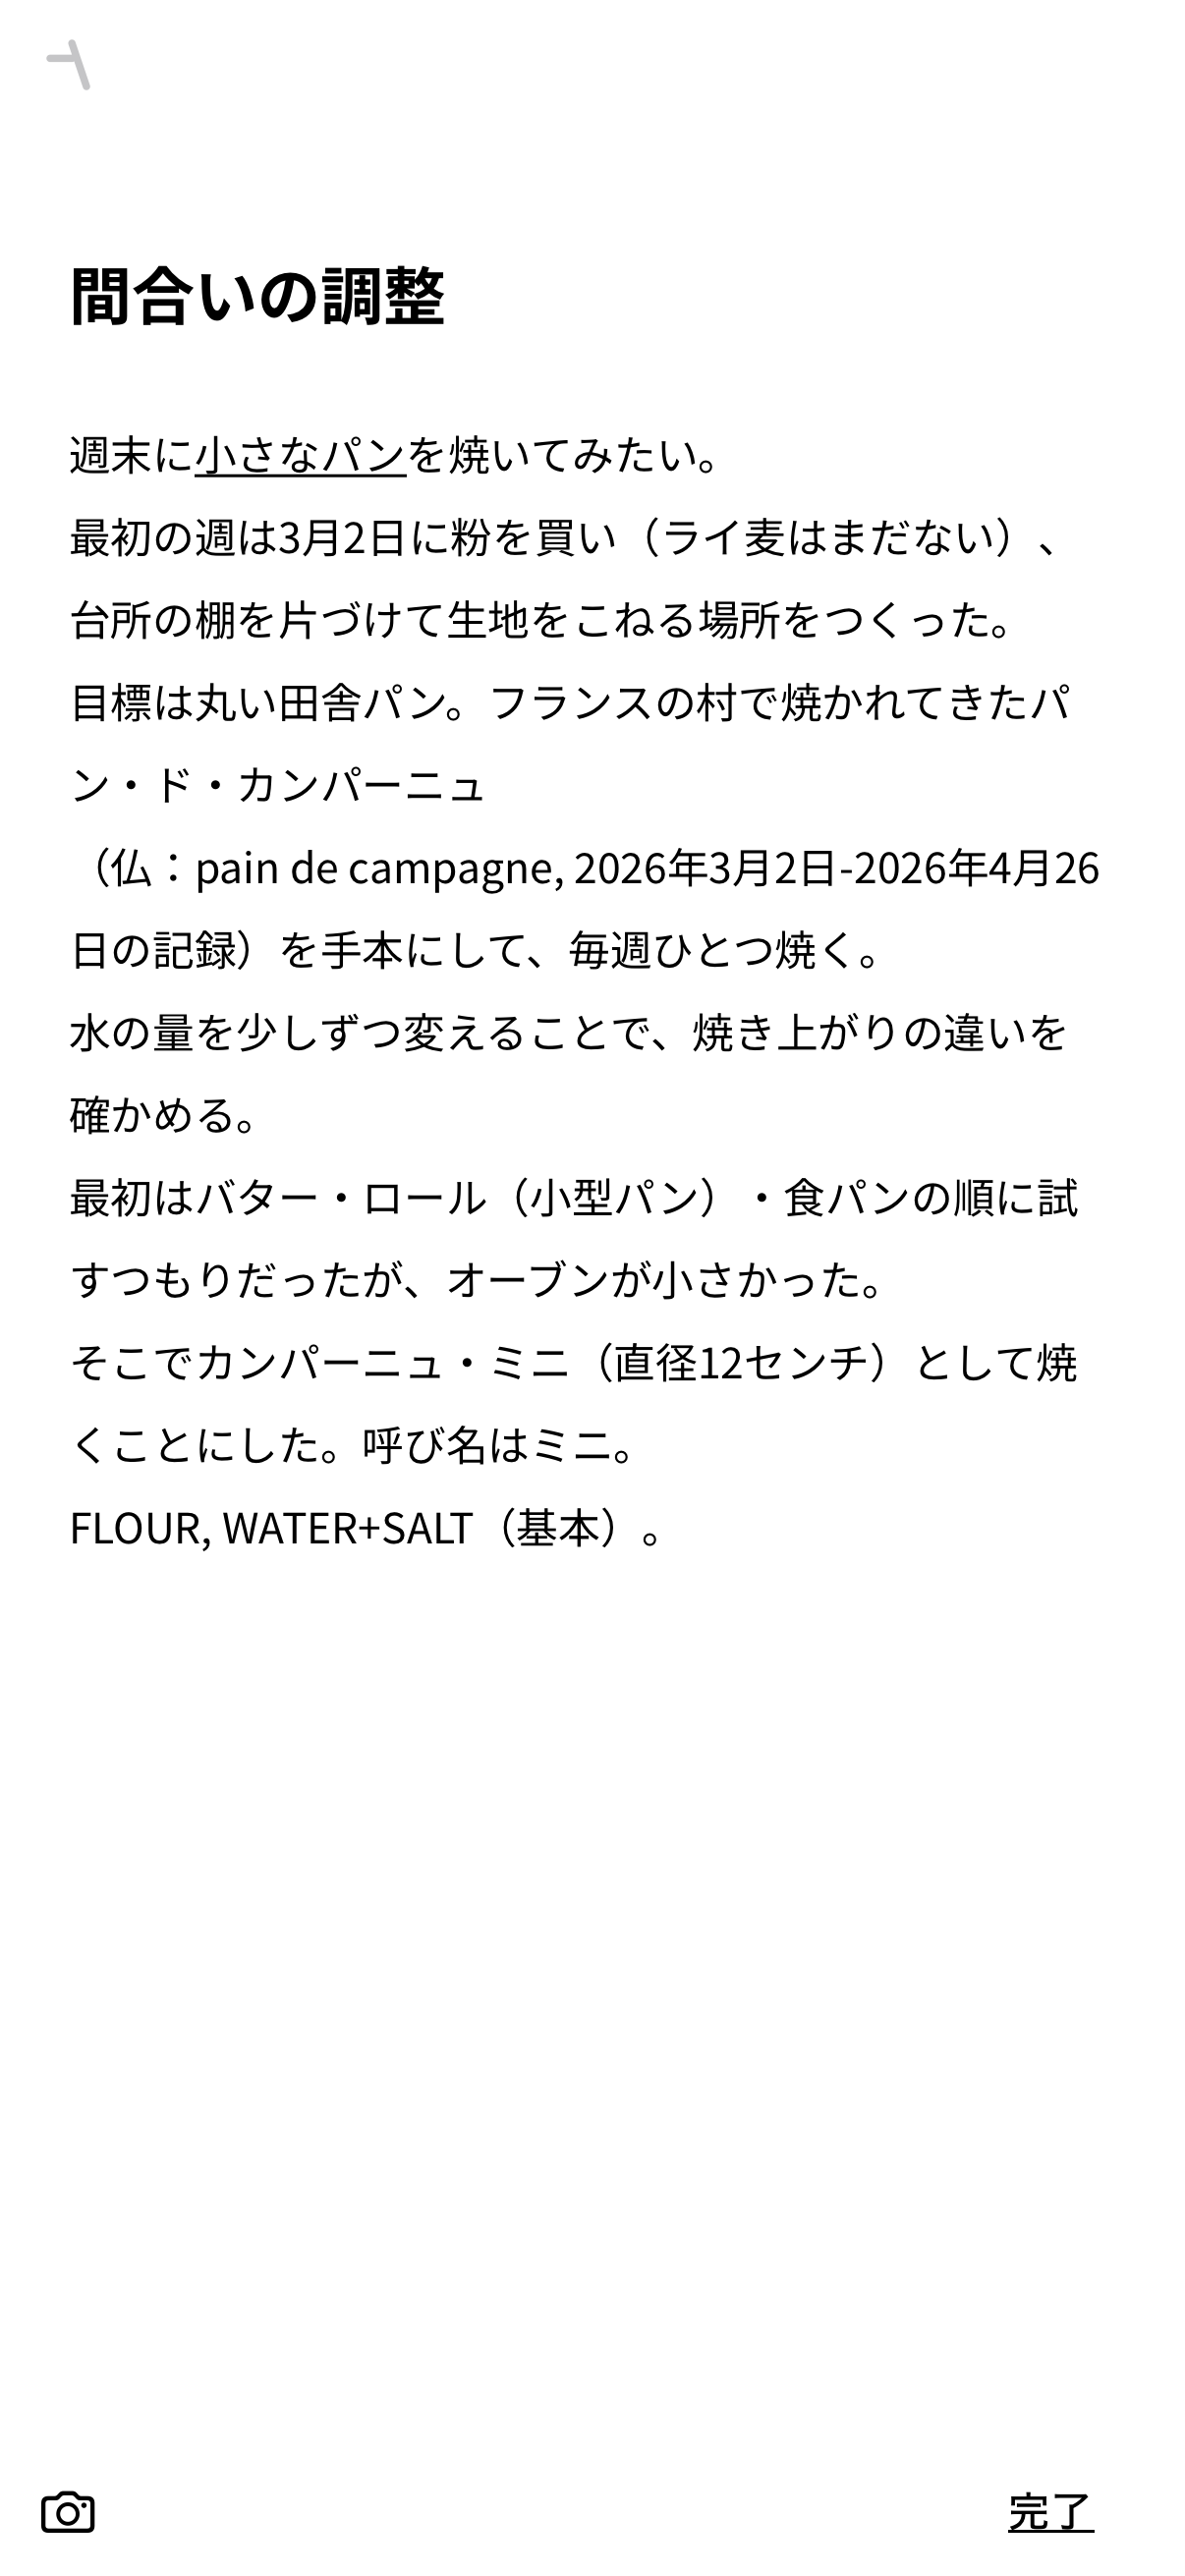 間合いの調整
週末に小さなパンを焼いてみたい。
最初の週は3月2日に粉を買い（ライ麦はまだない）、
台所の棚を片づけて生地をこねる場所をつくった。
目標は丸い田舎パン。フランスの村で焼かれてきたパ
ン・ド・カンパーニュ
（仏：pain de campagne, 2026年3月2日-2026年4月26
日の記録）を手本にして、毎週ひとつ焼く。
水の量を少しずつ変えることで、焼き上がりの違いを
確かめる。
最初はバター・ロール（小型パン）・食パンの順に試
すつもりだったが、オーブンが小さかった。
そこでカンパーニュ・ミニ（直径12センチ）として焼
くことにした。呼び名はミニ。
FLOUR, WATER+SALT（基本）。
完了